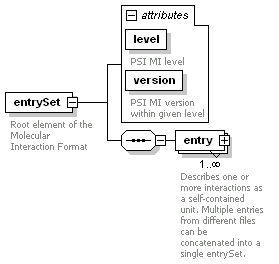 attributes
level
PSI MI level
version
PSI MI version
within given level
entrySet
Root element of the
Molecular
Interaction Format
entry
1..∞
Describes one or
more interactions as
a self-contained
unit. Multiple entries
from different files
can be
concatenated into a
single entrySet.